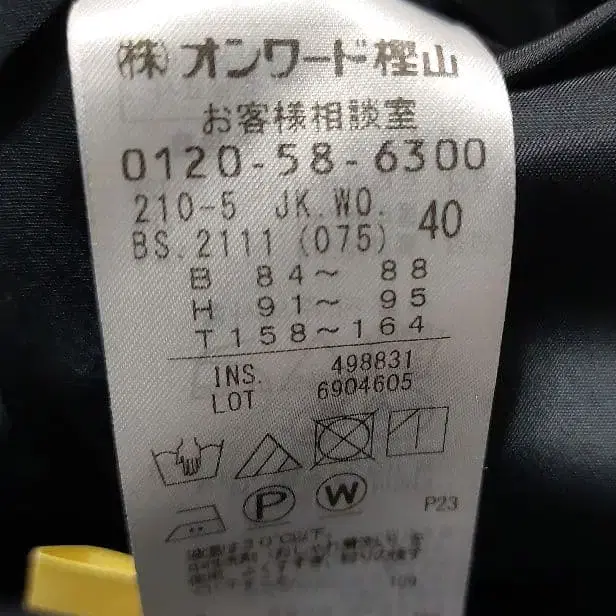 (株)オンワード樫山
お客様相談室
0120-58-6300
210-5 JK.WO.
BS.2111 (075) 40
B 84～ 88
H 91～ 95
T158～164
INS. 498831
LOT 6904605
P W
P23
109